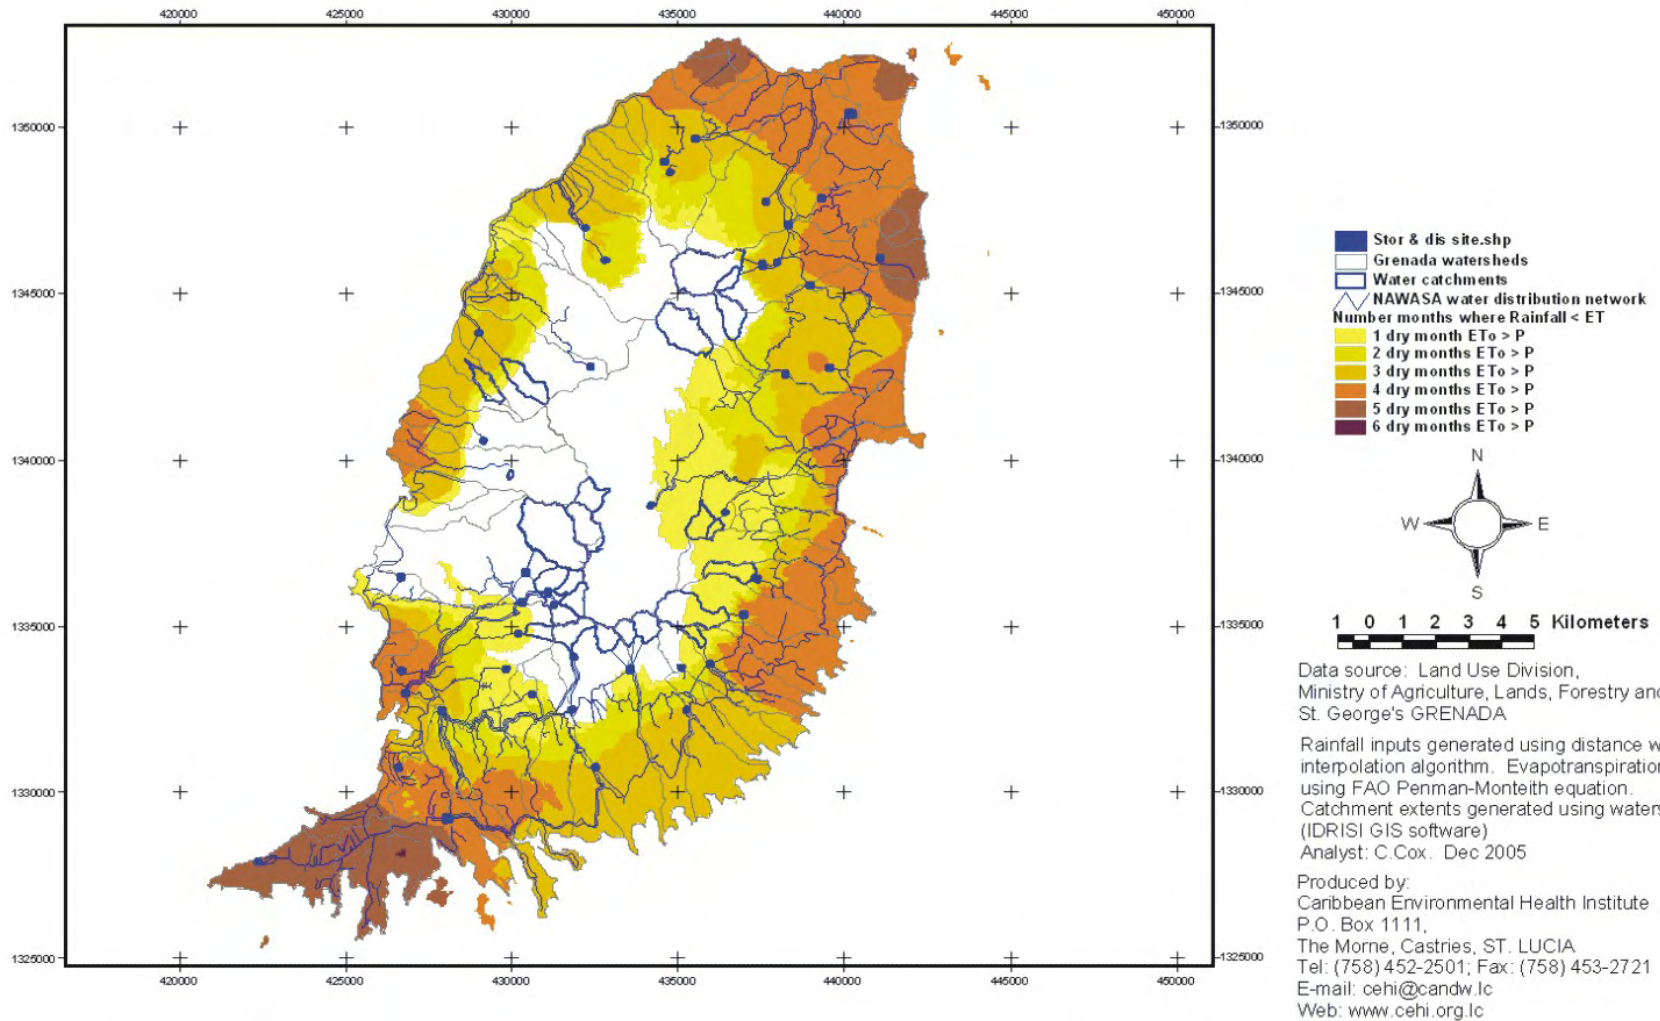 420000 425000 430000 435000 440000 445000 450000
1350000 1350000
1345000 1345000
1340000 1340000
1335000 1335000
1330000 1330000
1325000 1325000
420000 425000 430000 435000 440000 445000 450000
Stor & dis site.shp
Grenada watersheds
Water catchments
NAWASA water distribution network
Number months where Rainfall < ET
1 dry month ETo > P
2 dry months ETo > P
3 dry months ETo > P
4 dry months ETo > P
5 dry months ETo > P
6 dry months ETo > P
N
W E
S
1 0 1 2 3 4 5 Kilometers
Data source: Land Use Division,
Ministry of Agriculture, Lands, Forestry and
St. George's GRENADA
Rainfall inputs generated using distance w
interpolation algorithm. Evapotranspiration
using FAO Penman-Monteith equation.
Catchment extents generated using waters
(IDRISI GIS software)
Analyst: C.Cox. Dec 2005
Produced by:
Caribbean Environmental Health Institute
P.O. Box 1111,
The Morne, Castries, ST. LUCIA
Tel: (758) 452-2501; Fax: (758) 453-2721
E-mail: cehi@candw.lc
Web: www.cehi.org.lc